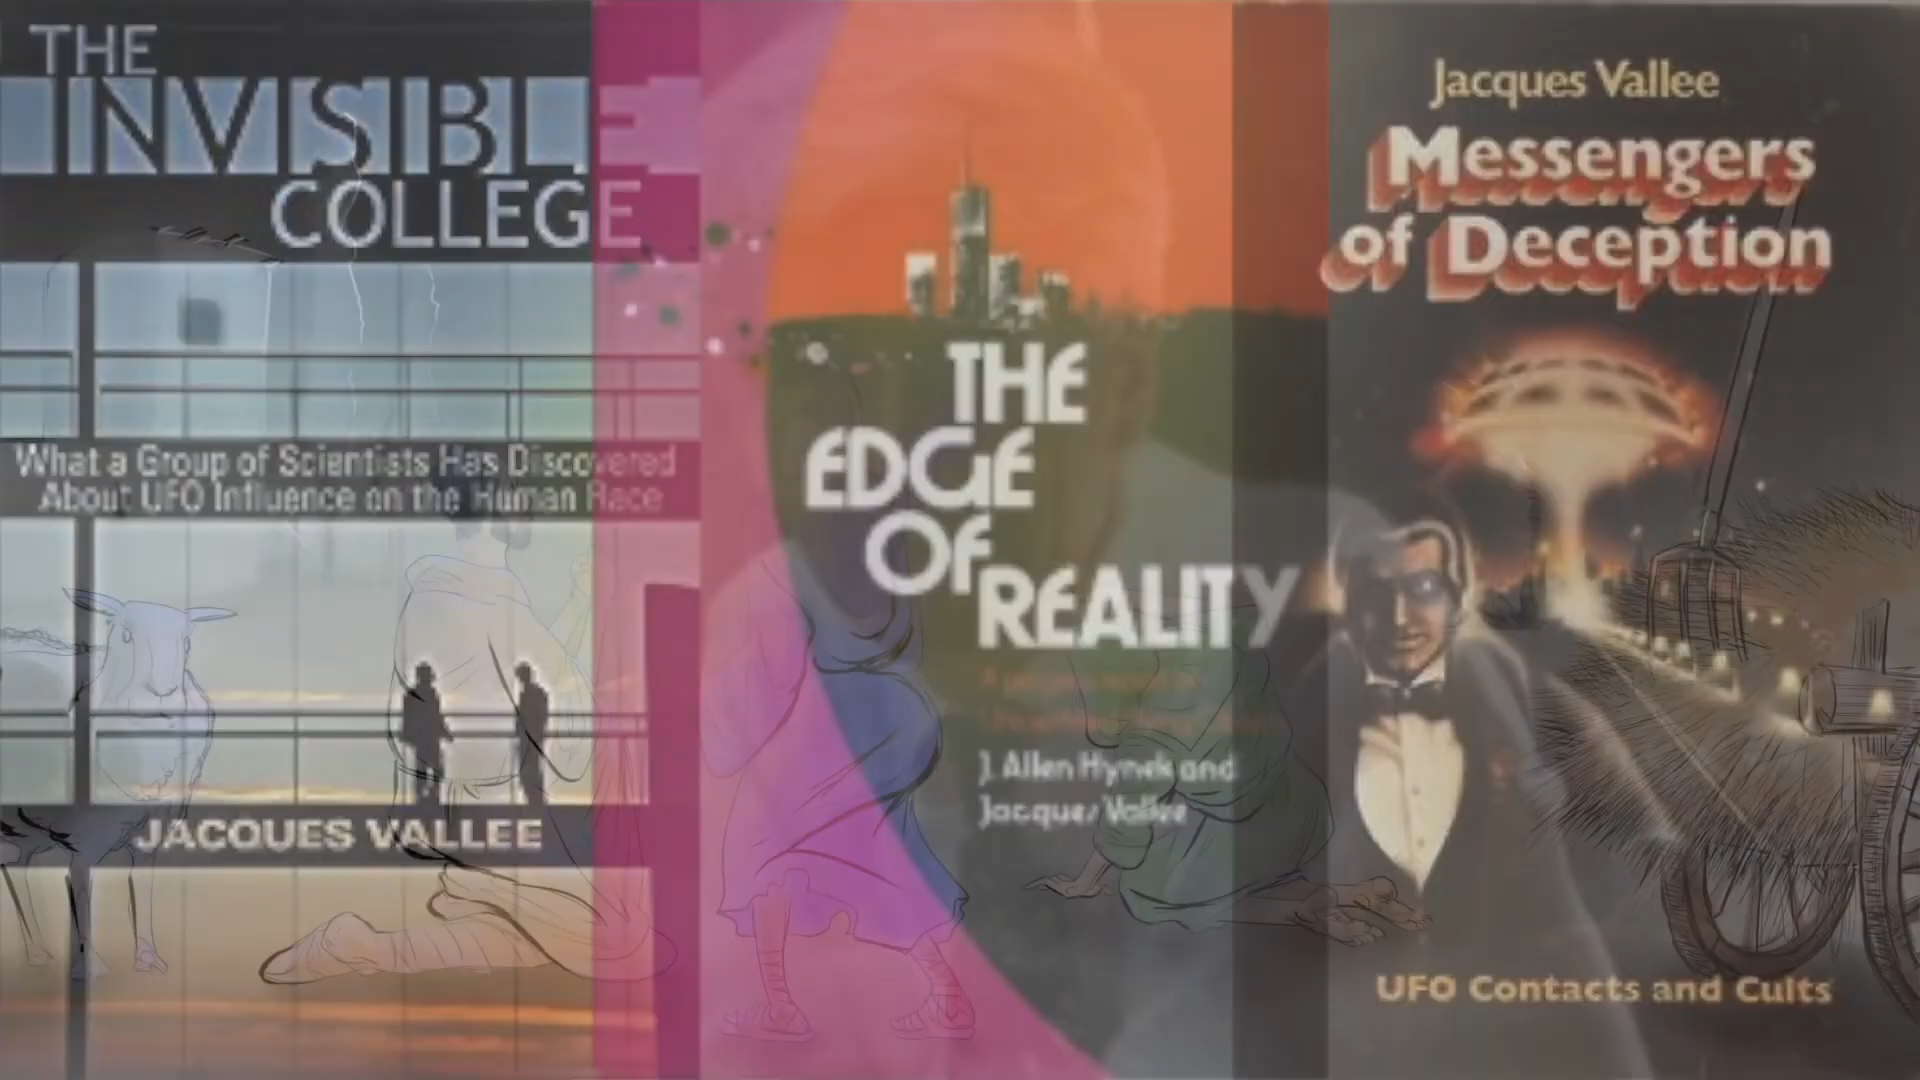 THE
INVISIBLE
COLLEGE
What a Group of Scientists Has Discovered
About UFO Influence on the Human Race
JACQUES VALLEE
THE
EDGE
OF
REALITY
J. Allen Hynek and
Jacques Vallee
Jacques Vallee
Messengers
of Deception
UFO Contacts and Cults